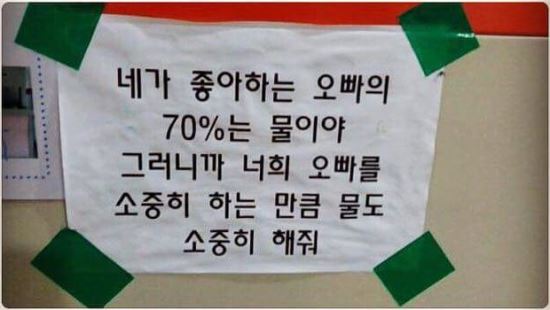 네가 좋아하는 오빠의
70%는 물이야
그러니까 너희 오빠를
소중히 하는 만큼 물도
소중히 해줘